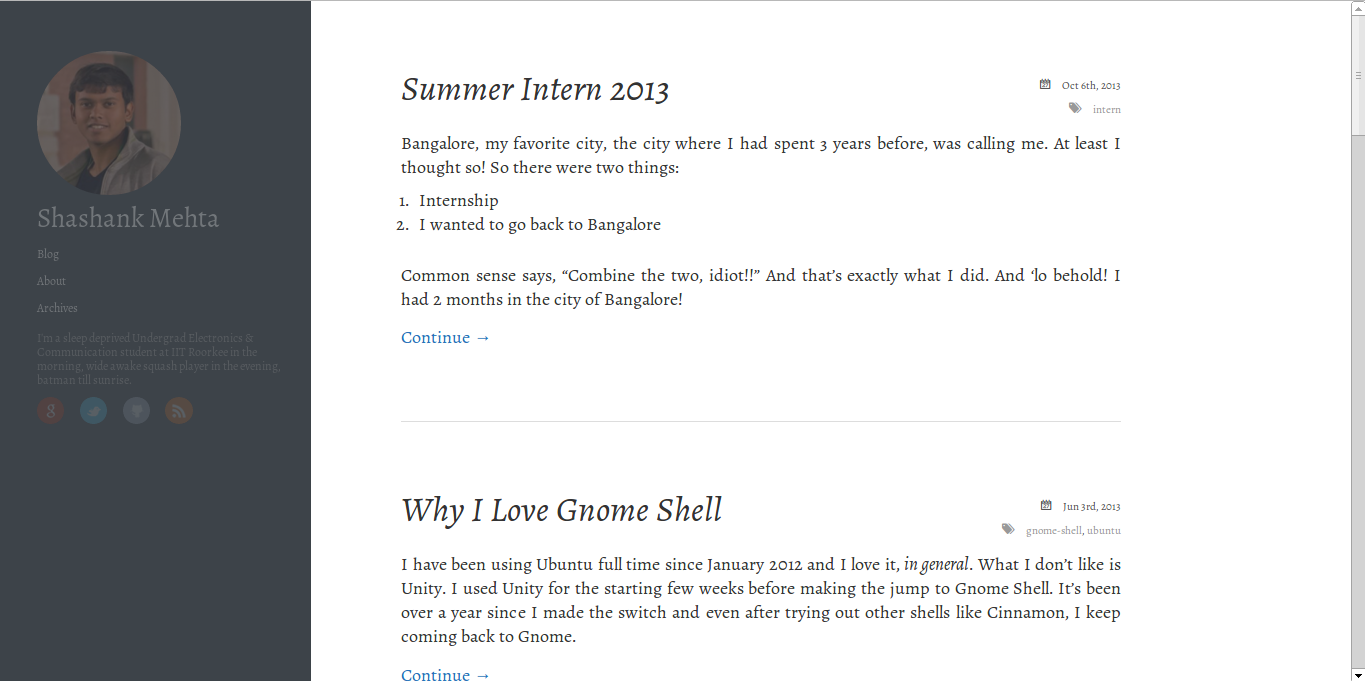 Shashank Mehta
Blog
About
Archives
I'm a sleep deprived Undergrad Electronics &
Communication student at IIT Roorkee in the
morning, wide awake squash player in the evening,
batman till sunrise.
Summer Intern 2013
Oct 6th, 2013
intern
Bangalore, my favorite city, the city where I had spent 3 years before, was calling me. At least I
thought so! So there were two things:
1. Internship
2. I wanted to go back to Bangalore
Common sense says, “Combine the two, idiot!!” And that’s exactly what I did. And ‘lo behold! I
had 2 months in the city of Bangalore!
Continue →
Why I Love Gnome Shell
Jun 3rd, 2013
gnome-shell, ubuntu
I have been using Ubuntu full time since January 2012 and I love it, in general. What I don’t like is
Unity. I used Unity for the starting few weeks before making the jump to Gnome Shell. It’s been
over a year since I made the switch and even after trying out other shells like Cinnamon, I keep
coming back to Gnome.
Continue →